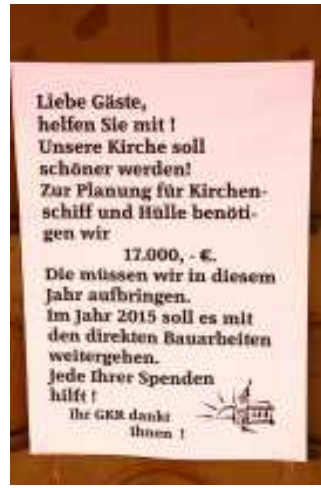 Liebe Gäste,
helfen Sie mit !
Unsere Kirche soll
schöner werden!
Zur Planung für Kirchen-
schiff und Hülle benöti-
gen wir
17.000, - €.
Die müssen wir in diesem
Jahr aufbringen.
Im Jahr 2015 soll es mit
den direkten Bauarbeiten
weitergehen.
Jede Ihrer Spenden
hilft !
Ihr GKR dankt
Ihnen !